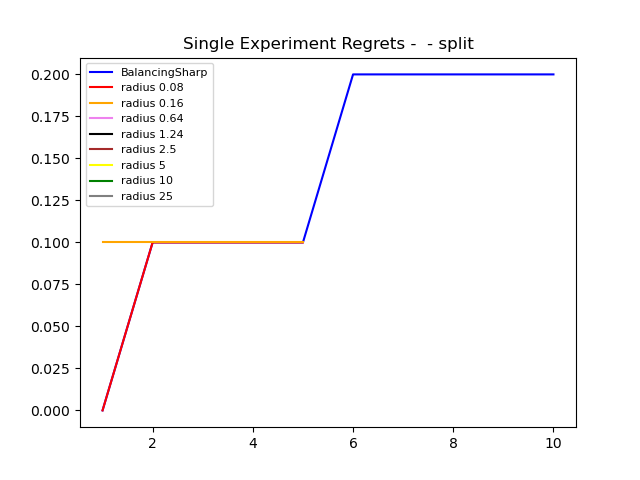 Single Experiment Regrets -  - split
0.200
0.175
0.150
0.125
0.100
0.075
0.050
0.025
0.000
BalancingSharp
radius 0.08
radius 0.16
radius 0.64
radius 1.24
radius 2.5
radius 5
radius 10
radius 25
2
4
6
8
10